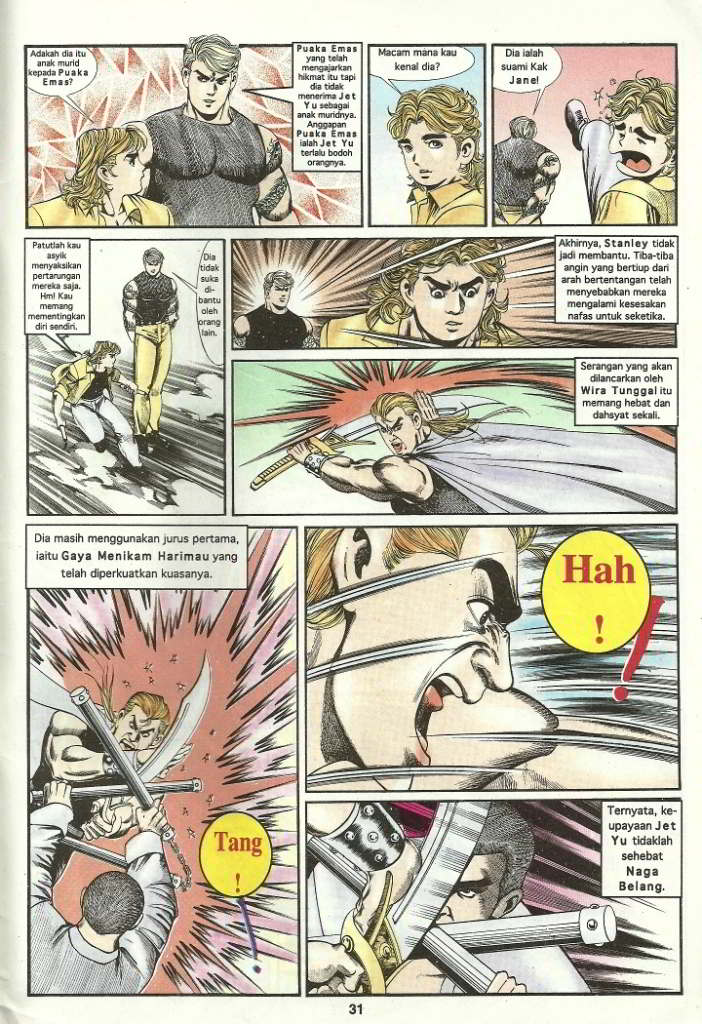 Adakah dia itu
anak murid
kepada Puaka
Emas?
Puaka Emas
yang telah
mengajarkan
hikmat itu tapi
dia tidak
menerima Jet
Yu sebagai
anak muridnya.
Anggapan
Puaka Emas
ialah Jet Yu
terlalu bodoh
orangnya.
Macam mana kau
kenal dia?
Dia ialah
suami Kak
Jane!
Patutlah kau
asyik
menyaksikan
pertarungan
mereka saja.
Hm! Kau
memang
mementingkan
diri sendiri.
Dia
tidak
suka
di-
bantu
oleh
orang
lain.
Akhirnya, Stanley tidak
jadi membantu. Tiba-tiba
angin yang bertiup dari
arah bertentangan telah
menyebabkan mereka
mengalami kesesakan
nafas untuk seketika.
Serangan yang akan
dilancarkan oleh
Wira Tunggal itu
memang hebat dan
dahsyat sekali.
Dia masih menggunakan jurus pertama,
iaitu Gaya Menikam Harimau yang
telah diperkuatkan kuasanya.
Tang
!
Hah
!
!
Ternyata, ke-
upayaan Jet
Yu tidaklah
sehebat
Naga
Belang.
31